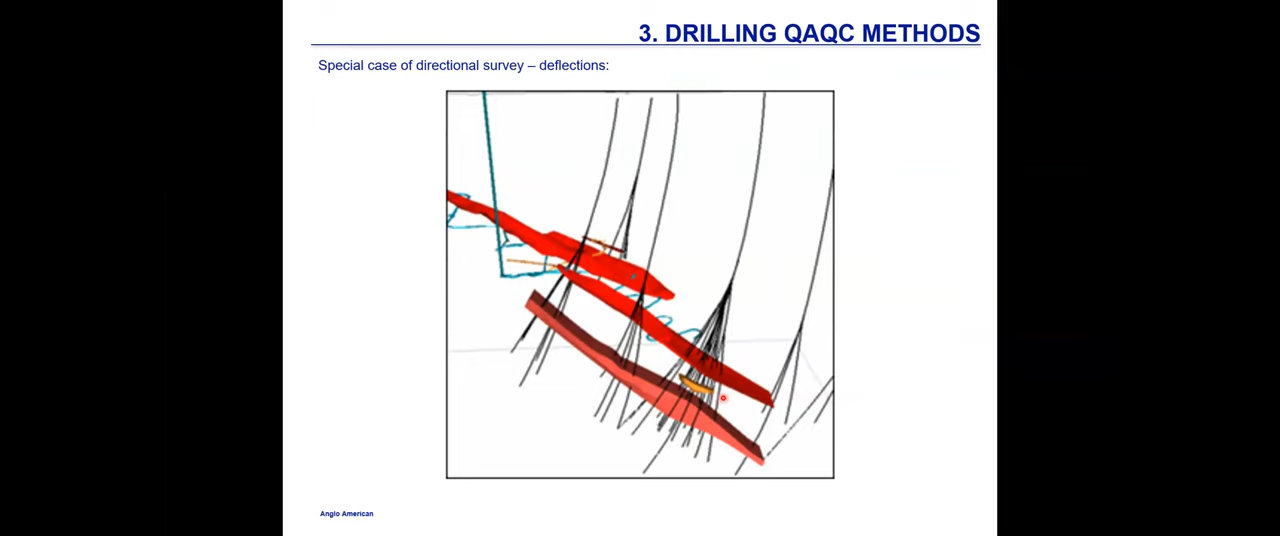 3. DRILLING QAQC METHODS
Special case of directional survey – deflections:
Anglo American